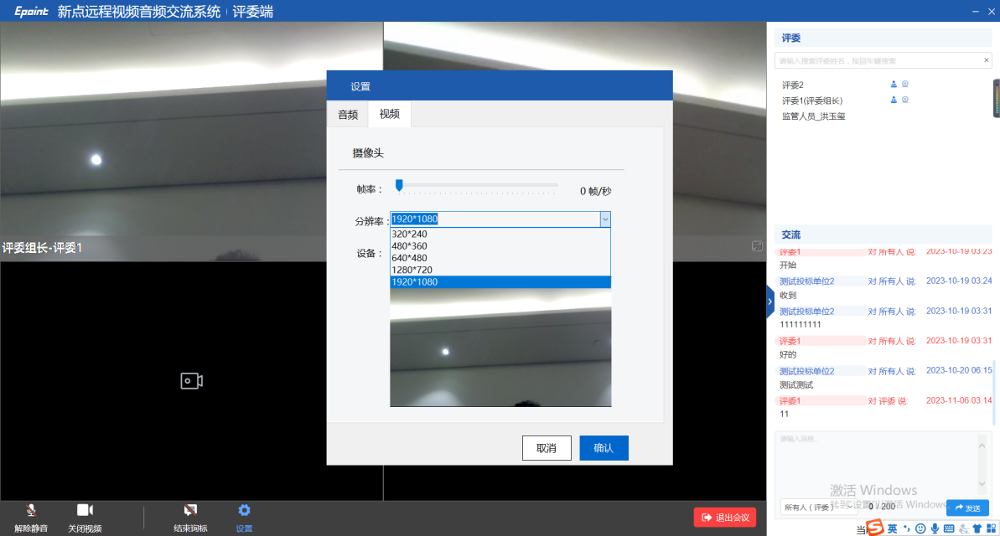 Epoint 新点远程视频音频交流系统 | 评委端
评委组长-评委1
设置
音频
视频
摄像头
帧率：
0 帧/秒
分辨率：
1920*1080
320*240
480*360
640*480
1280*720
1920*1080
设备：
取消
确认
解除静音
关闭视频
结束询标
设置
退出会议
评委
请输入搜索评委姓名，按回车键搜索
评委2
评委1(评委组长)
监管人员_洪玉玺
交流
评委1 对 所有人 说: 2023-10-19 03:23
开始
测试投标单位2 对 所有人 说: 2023-10-19 03:24
收到
测试投标单位2 对 所有人 说: 2023-10-19 03:31
111111111
评委1 对 所有人 说: 2023-10-19 03:31
好的
测试投标单位2 对 所有人 说: 2023-10-20 06:15
测试测试
评委1 对 评委 说: 2023-11-06 03:14
11
请输入消息...
激活 Windows
转到"设置"以激活 Windows
所有人 ( 评委 )
0 / 200
发送
当
英